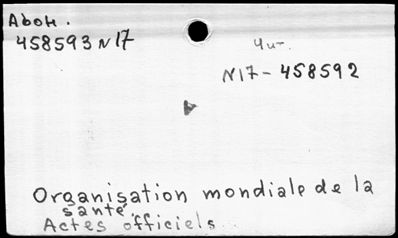 Абон.
458593 N17
Чит.
N17-458592
Organisation mondiale de la
santé.
Actes officiels.